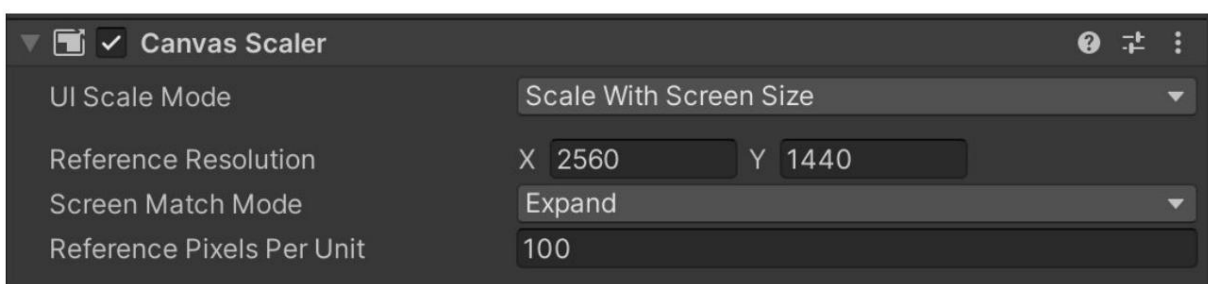 Canvas Scaler
UI Scale Mode Scale With Screen Size
Reference Resolution X 2560 Y 1440
Screen Match Mode Expand
Reference Pixels Per Unit 100